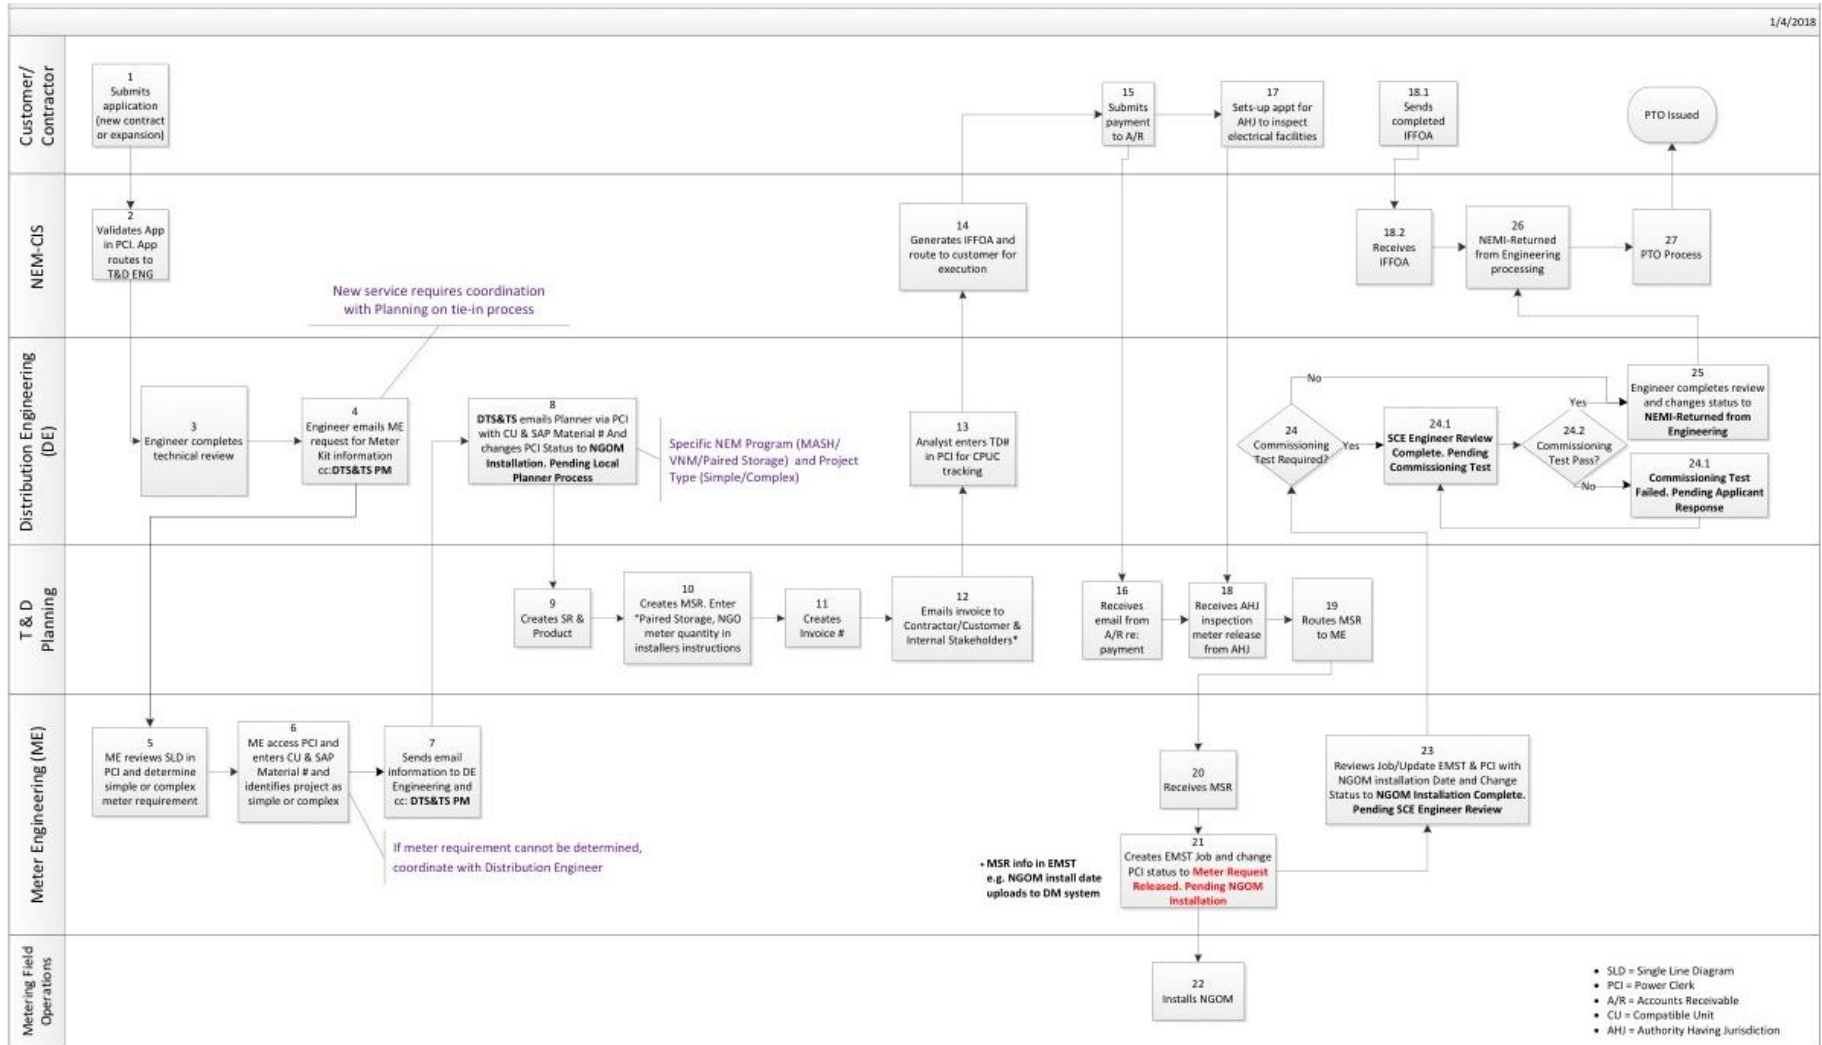 1/4/2018
Customer/
Contractor
1
Submits
application
(new contract
or expansion)
15
Submits
payment
to A/R
17
Sets-up appt for
AHJ to inspect
electrical facilities
18.1
Sends
completed
IFFOA
PTO Issued
NEM-CIS
2
Validates App
in PCI. App
routes to
T&D ENG
New service requires coordination
with Planning on tie-in process
14
Generates IFFOA and
route to customer for
execution
18.2
Receives
IFFOA
26
NEMI-Returned
from Engineering
processing
27
PTO Process
Distribution Engineering
(DE)
3
Engineer completes
technical review
4
Engineer emails ME
request for Meter
Kit information
cc:DTS&TS PM
8
DTS&TS emails Planner via PCI
with CU & SAP Material # And
changes PCI Status to NGOM
Installation. Pending Local
Planner Process
Specific NEM Program (MASH/
VNM/Paired Storage) and Project
Type (Simple/Complex)
13
Analyst enters TD#
in PCI for CPUC
tracking
No
24
Commissioning
Test Required?
Yes
24.1
SCE Engineer Review
Complete. Pending
Commissioning Test
Yes
24.2
Commissioning
Test Pass?
No
25
Engineer completes review
and changes status to
NEMI-Returned from
Engineering
24.1
Commissioning Test
Failed. Pending Applicant
Response
T & D
Planning
9
Creates SR &
Product
10
Creates MSR. Enter
"Paired Storage, NGO
meter quantity in
installers instructions
11
Creates
Invoice #
12
Emails invoice to
Contractor/Customer &
Internal Stakeholders*
16
Receives
email from
A/R re:
payment
18
Receives AHJ
inspection
meter release
from AHJ
19
Routes MSR
to ME
Meter Engineering (ME)
5
ME reviews SLD in
PCI and determine
simple or complex
meter requirement
6
ME access PCI and
enters CU & SAP
Material # and
identifies project as
simple or complex
7
Sends email
information to DE
Engineering and
cc: DTS&TS PM
If meter requirement cannot be determined,
coordinate with Distribution Engineer
20
Receives MSR
• MSR info in EMST
e.g. NGOM install date
uploads to DM system
21
Creates EMST Job and change
PCI status to Meter Request
Released. Pending NGOM
Installation
23
Reviews Job/Update EMST & PCI with
NGOM installation Date and Change
Status to NGOM Installation Complete.
Pending SCE Engineer Review
Metering Field
Operations
22
Installs NGOM
• SLD = Single Line Diagram
• PCI = Power Clerk
• A/R = Accounts Receivable
• CU = Compatible Unit
• AHJ = Authority Having Jurisdiction